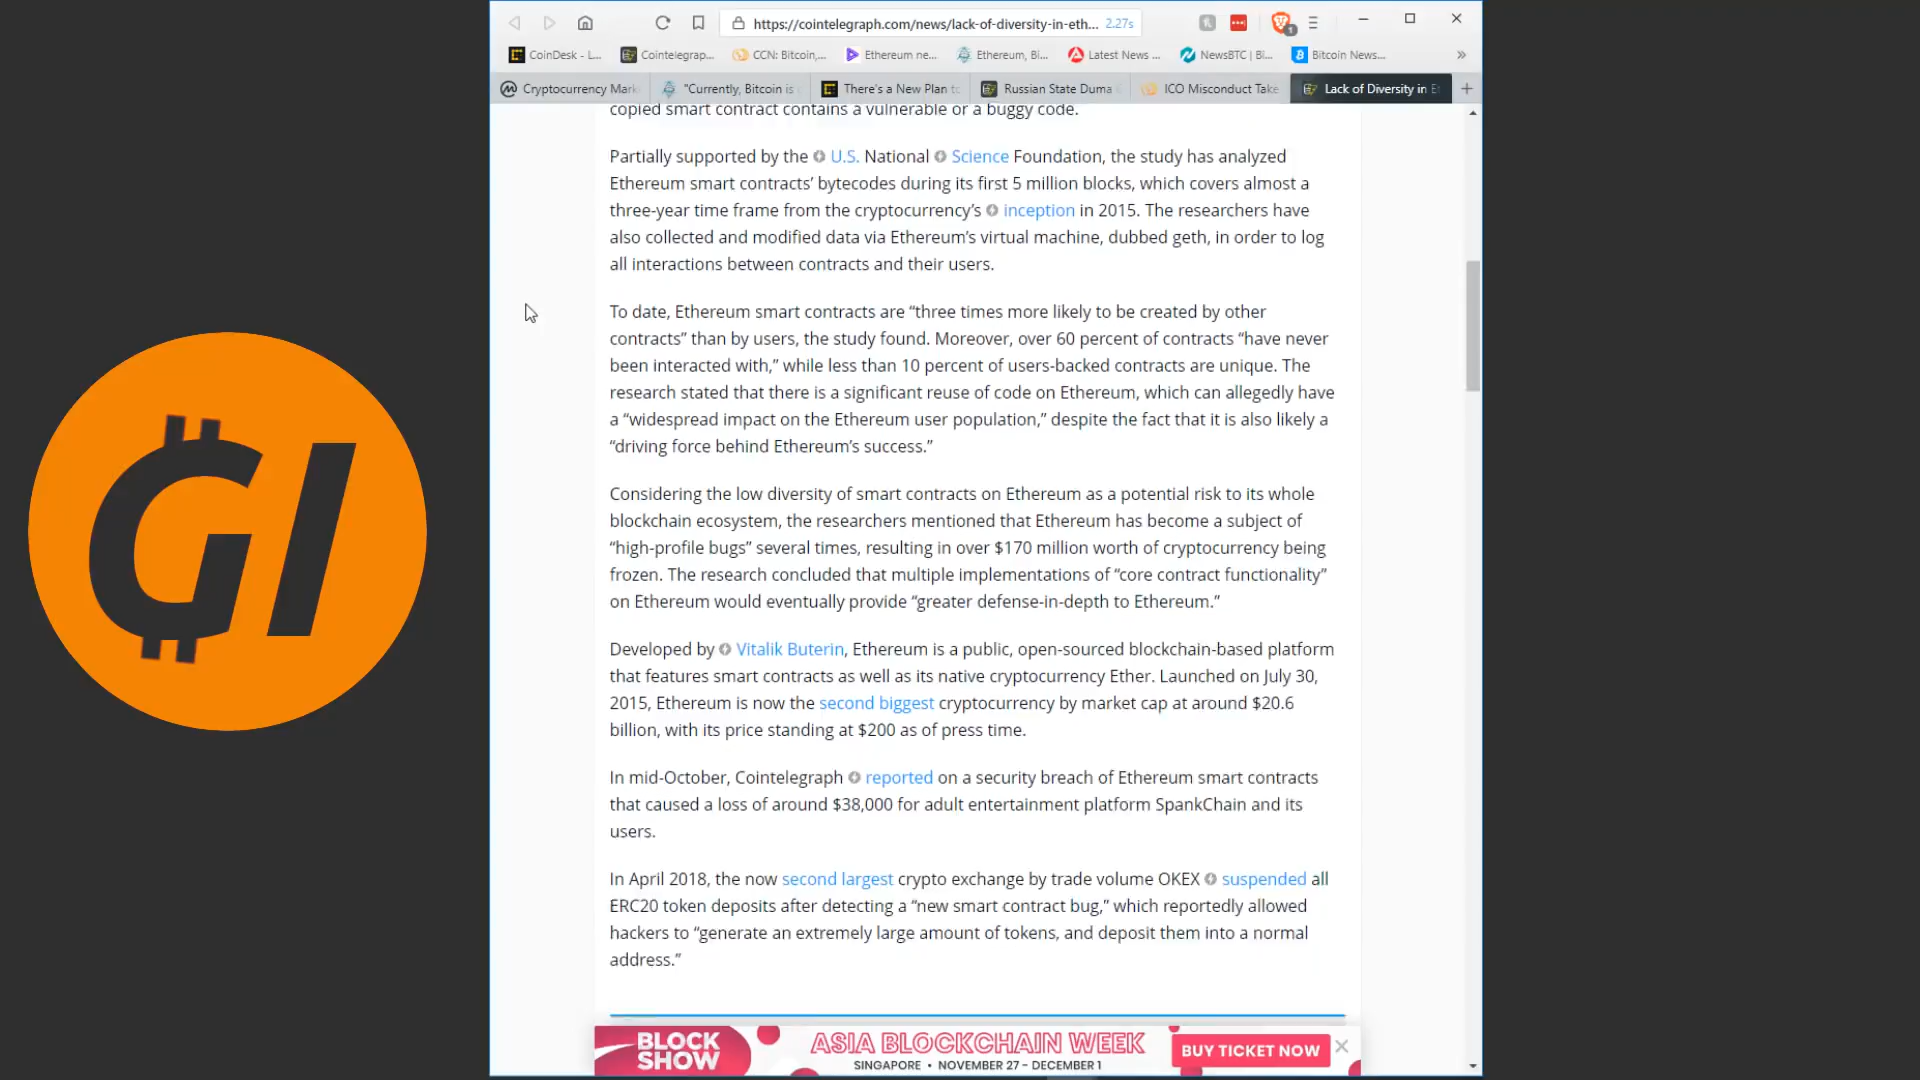 https://cointelegraph.com/news/lack-of-diversity-in-eth... 2.27s
1
CoinDesk - L... Cointelegrap... CCN: Bitcoin,... Ethereum ne... Ethereum, Bi... Latest News ... NewsBTC | Bi... Bitcoin News... »
Cryptocurrency Mark "Currently, Bitcoin is There's a New Plan to Russian State Duma ICO Misconduct Take Lack of Diversity in Et +
copied smart contract contains a vulnerable or a buggy code.
Partially supported by the U.S. National Science Foundation, the study has analyzed
Ethereum smart contracts’ bytecodes during its first 5 million blocks, which covers almost a
three-year time frame from the cryptocurrency’s inception in 2015. The researchers have
also collected and modified data via Ethereum’s virtual machine, dubbed geth, in order to log
all interactions between contracts and their users.
To date, Ethereum smart contracts are “three times more likely to be created by other
contracts” than by users, the study found. Moreover, over 60 percent of contracts “have never
been interacted with,” while less than 10 percent of users-backed contracts are unique. The
research stated that there is a significant reuse of code on Ethereum, which can allegedly have
a “widespread impact on the Ethereum user population,” despite the fact that it is also likely a
“driving force behind Ethereum’s success.”
Considering the low diversity of smart contracts on Ethereum as a potential risk to its whole
blockchain ecosystem, the researchers mentioned that Ethereum has become a subject of
“high-profile bugs” several times, resulting in over $170 million worth of cryptocurrency being
frozen. The research concluded that multiple implementations of “core contract functionality”
on Ethereum would eventually provide “greater defense-in-depth to Ethereum.”
Developed by Vitalik Buterin, Ethereum is a public, open-sourced blockchain-based platform
that features smart contracts as well as its native cryptocurrency Ether. Launched on July 30,
2015, Ethereum is now the second biggest cryptocurrency by market cap at around $20.6
billion, with its price standing at $200 as of press time.
In mid-October, Cointelegraph reported on a security breach of Ethereum smart contracts
that caused a loss of around $38,000 for adult entertainment platform SpankChain and its
users.
In April 2018, the now second largest crypto exchange by trade volume OKEX suspended all
ERC20 token deposits after detecting a “new smart contract bug,” which reportedly allowed
hackers to “generate an extremely large amount of tokens, and deposit them into a normal
address.”
BLOCK
SHOW
ASIA BLOCKCHAIN WEEK
SINGAPORE • NOVEMBER 27 - DECEMBER 1
BUY TICKET NOW
GI